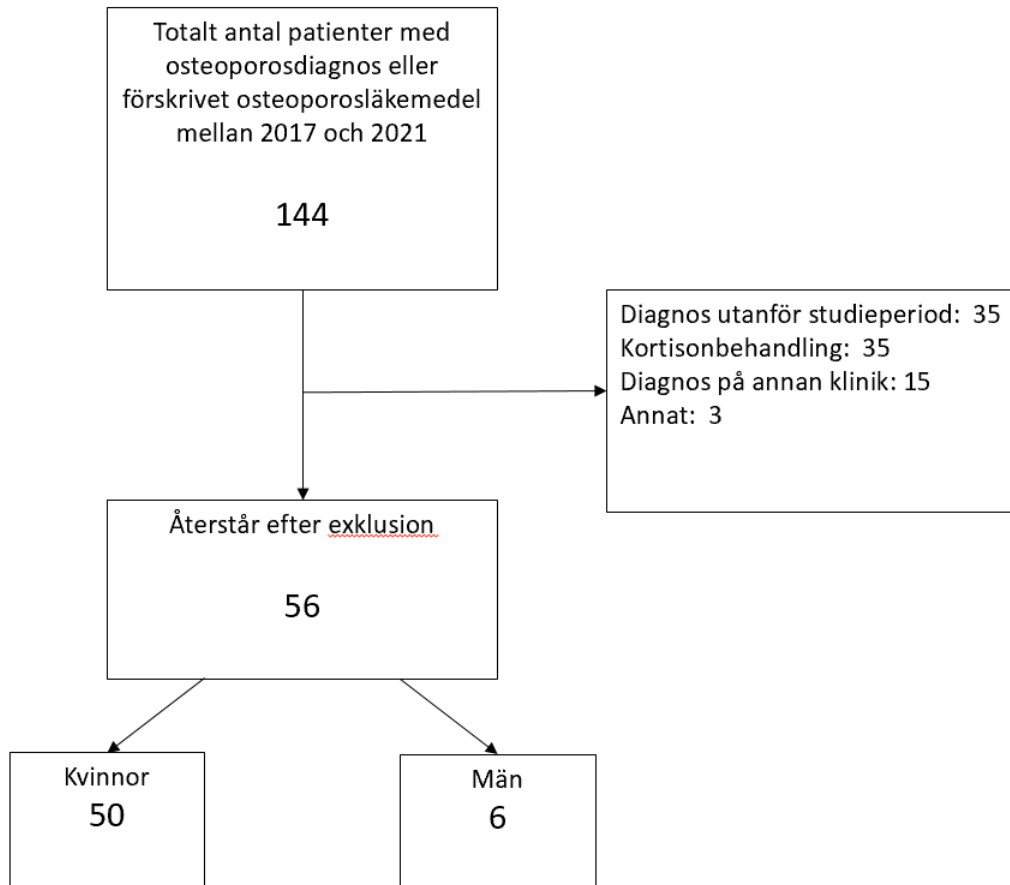 Totalt antal patienter med
osteoporosdiagnos eller
förskrivet osteoporosläkemedel
mellan 2017 och 2021
144
Diagnos utanför studieperiod:  35
Kortisonbehandling:  35
Diagnos på annan klinik: 15
Annat:  3
Återstår efter exklusion
56
Kvinnor
50
Män
6